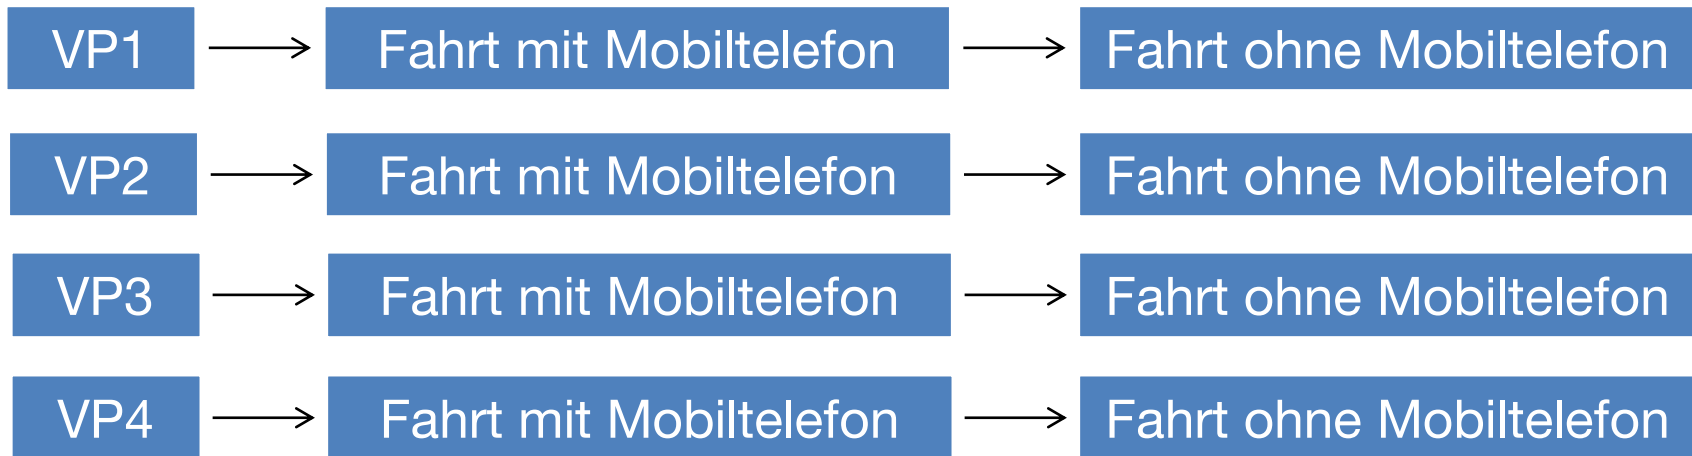 VP1 Fahrt mit Mobiltelefon Fahrt ohne Mobiltelefon
VP2 Fahrt mit Mobiltelefon Fahrt ohne Mobiltelefon
VP3 Fahrt mit Mobiltelefon Fahrt ohne Mobiltelefon
VP4 Fahrt mit Mobiltelefon Fahrt ohne Mobiltelefon